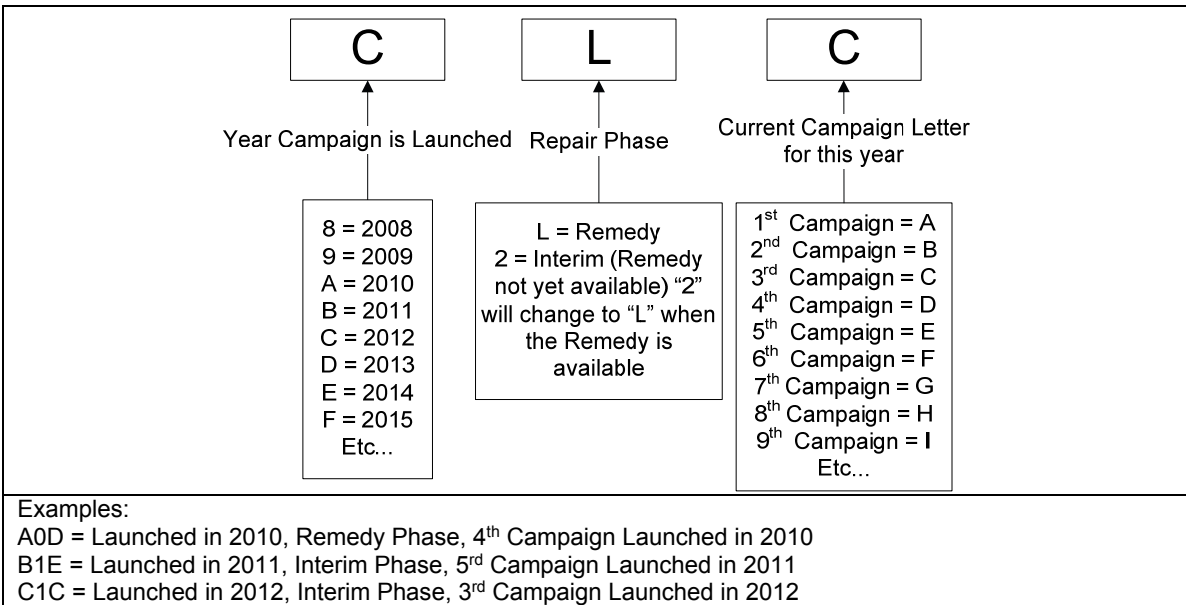 C
L
C
Year Campaign is Launched
Repair Phase
Current Campaign Letter
for this year
8 = 2008
9 = 2009
A = 2010
B = 2011
C = 2012
D = 2013
E = 2014
F = 2015
Etc...
L = Remedy
2 = Interim (Remedy
not yet available) “2”
will change to “L” when
the Remedy is
available
1st Campaign = A
2nd Campaign = B
3rd Campaign = C
4th Campaign = D
5th Campaign = E
6th Campaign = F
7th Campaign = G
8th Campaign = H
9th Campaign = I
Etc...
Examples:
A0D = Launched in 2010, Remedy Phase, 4th Campaign Launched in 2010
B1E = Launched in 2011, Interim Phase, 5rd Campaign Launched in 2011
C1C = Launched in 2012, Interim Phase, 3rd Campaign Launched in 2012